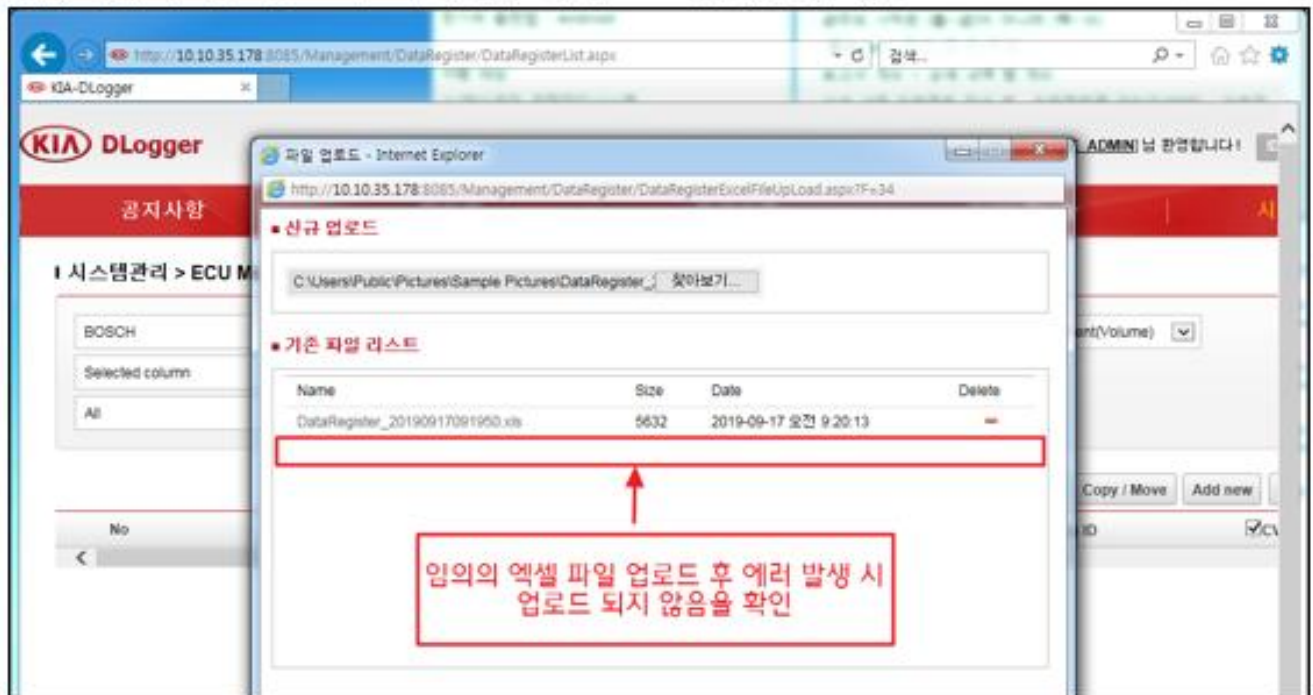 http://10.10.35.178:8085/Management/DataRegister/DataRegisterList.aspx
검색...
KIA-DLogger
KIA DLogger
ADMIN 님 환영합니다!
파일 업로드 - Internet Explorer
http://10.10.35.178:8085/Management/DataRegister/DataRegisterExcelFileUpLoad.aspx?F=34
공지사항
시
신규 업로드
시스템관리 > ECU M
C:\Users\Public\Pictures\Sample Pictures\DataRegister_ 찾아보기...
BOSCH
ent(Volume)
기존 파일 리스트
Selected column
Name Size Date Delete
All
DataRegister_20190917091950.xls 5632 2019-09-17 오전 9:20:13
Copy / Move Add new
No
ID
CV
임의의 엑셀 파일 업로드 후 에러 발생 시
업로드 되지 않음을 확인